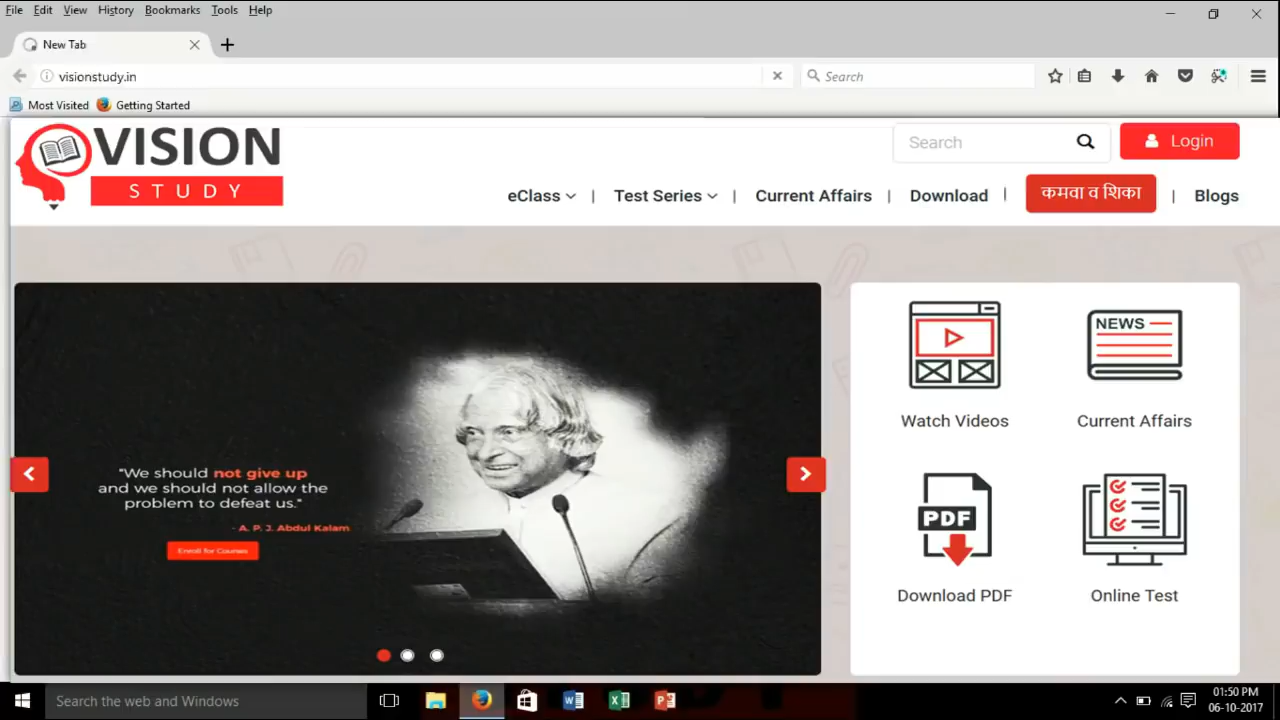 File Edit View History Bookmarks Tools Help
New Tab
visionstudy.in
Search
Most Visited Getting Started
VISION
STUDY
Search
Login
eClass | Test Series | Current Affairs | Download | कमवा व शिका | Blogs
"We should not give up
and we should not allow the
problem to defeat us."
- A. P. J. Abdul Kalam
Enroll for Courses
NEWS
Watch Videos
Current Affairs
PDF
Download PDF
Online Test
Search the web and Windows
01:50 PM
06-10-2017